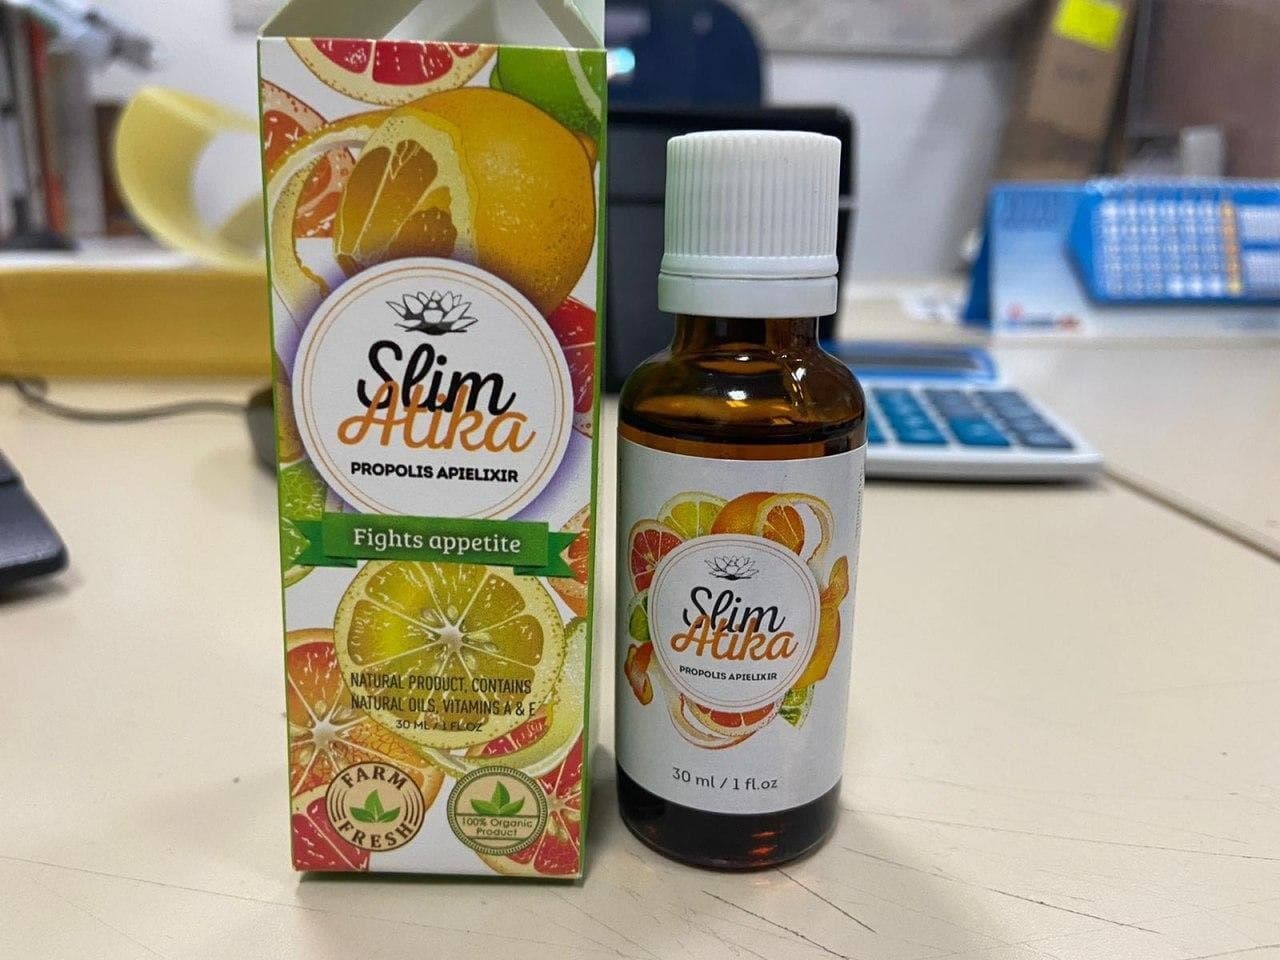 Slim
Atika
PROPOLIS APIELIXIR
Fights appetite
NATURAL PRODUCT, CONTAINS
NATURAL OILS, VITAMINS A & E
30 ML / 1 FL.OZ
FARM
FRESH
100% Organic
Product
Slim
Atika
PROPOLIS APIELIXIR
30 ml / 1 fl.oz